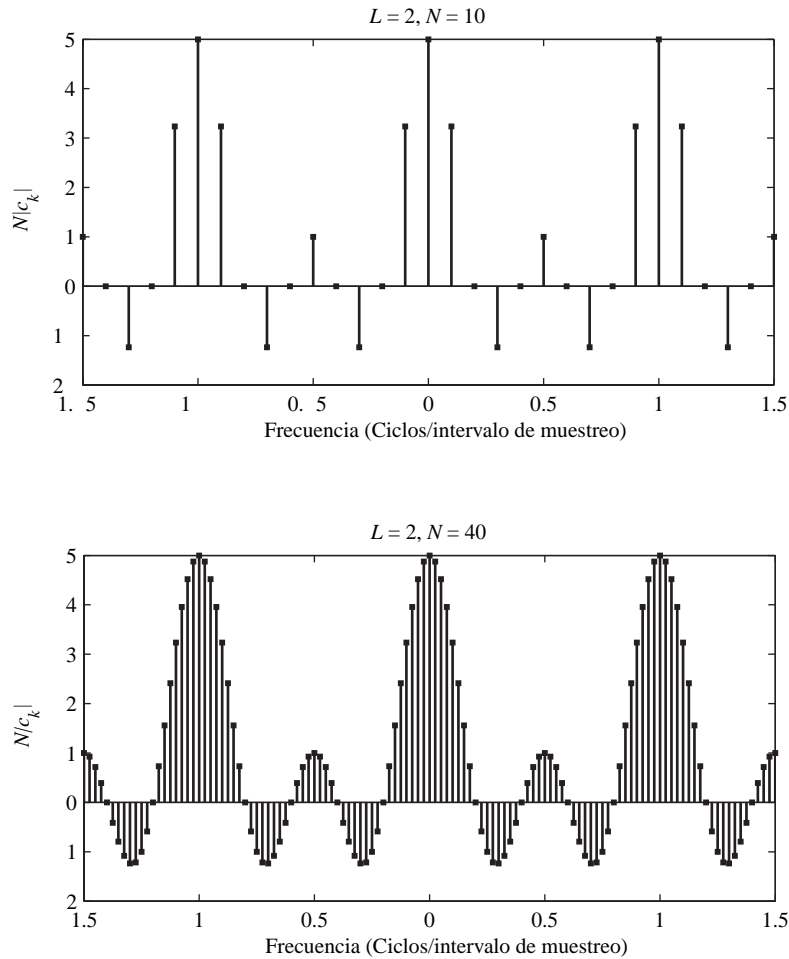 L = 2, N = 10
5
4
3
2
1
0
1
2
N|c_k|
1. 5 1 0. 5 0 0.5 1 1.5
Frecuencia (Ciclos/intervalo de muestreo)
L = 2, N = 40
5
4
3
2
1
0
1
2
N/c_k|
1.5 1 0.5 0 0.5 1 1.5
Frecuencia (Ciclos/intervalo de muestreo)